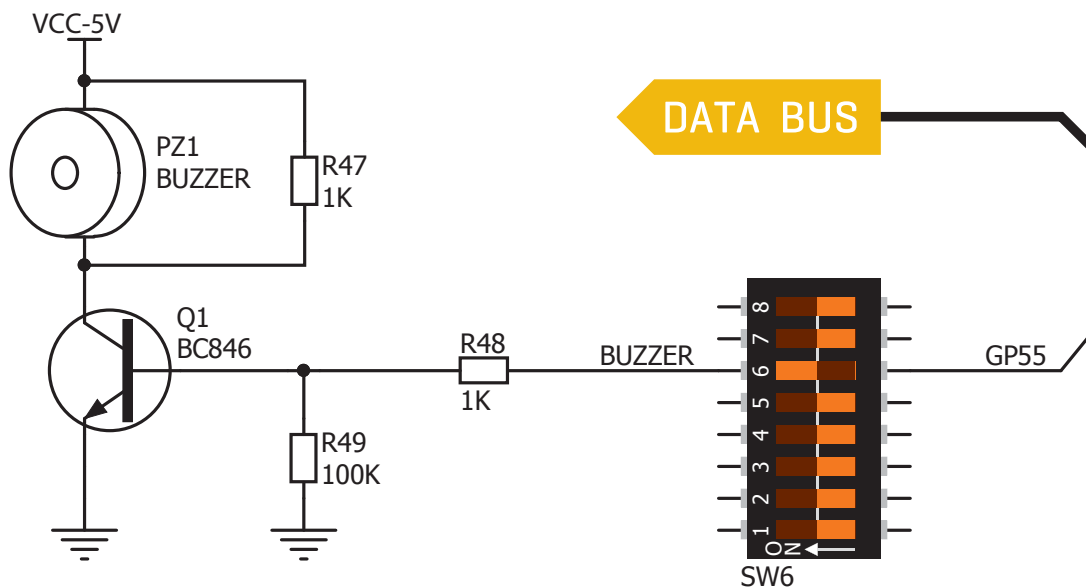 VCC-5V
DATA BUS
PZ1
BUZZER
R47
1K
Q1
BC846
R48
1K
BUZZER
GP55
R49
100K
8
7
6
5
4
3
2
1
ON
SW6